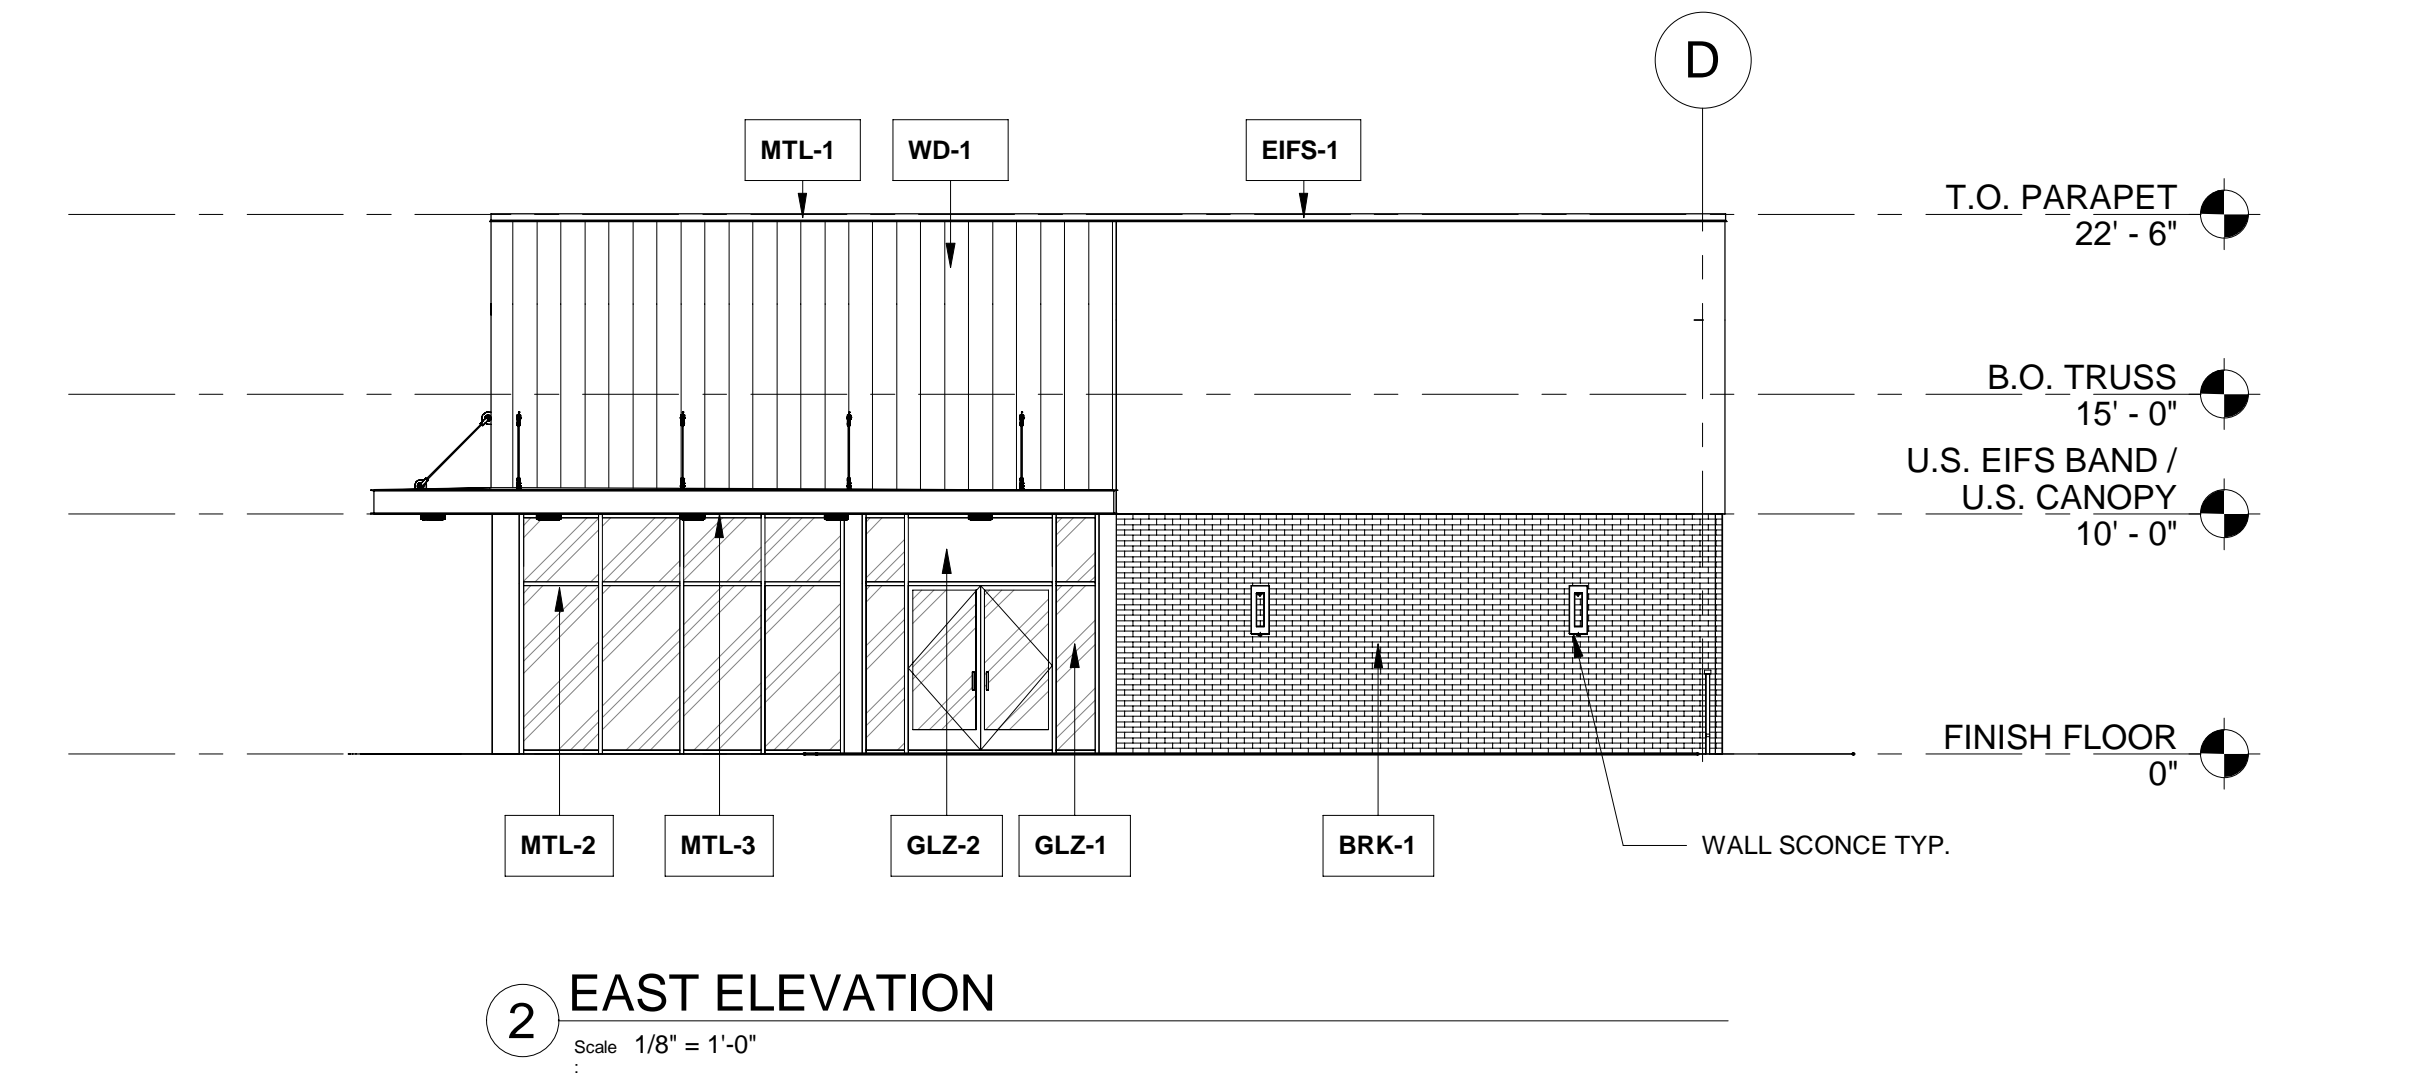 D
MTL-1
WD-1
EIFS-1
T.O. PARAPET
22' - 6"
B.O. TRUSS
15' - 0"
U.S. EIFS BAND /
U.S. CANOPY
10' - 0"
FINISH FLOOR
0"
MTL-2
MTL-3
GLZ-2
GLZ-1
BRK-1
WALL SCONCE TYP.
2
EAST ELEVATION
Scale 1/8" = 1'-0"
: